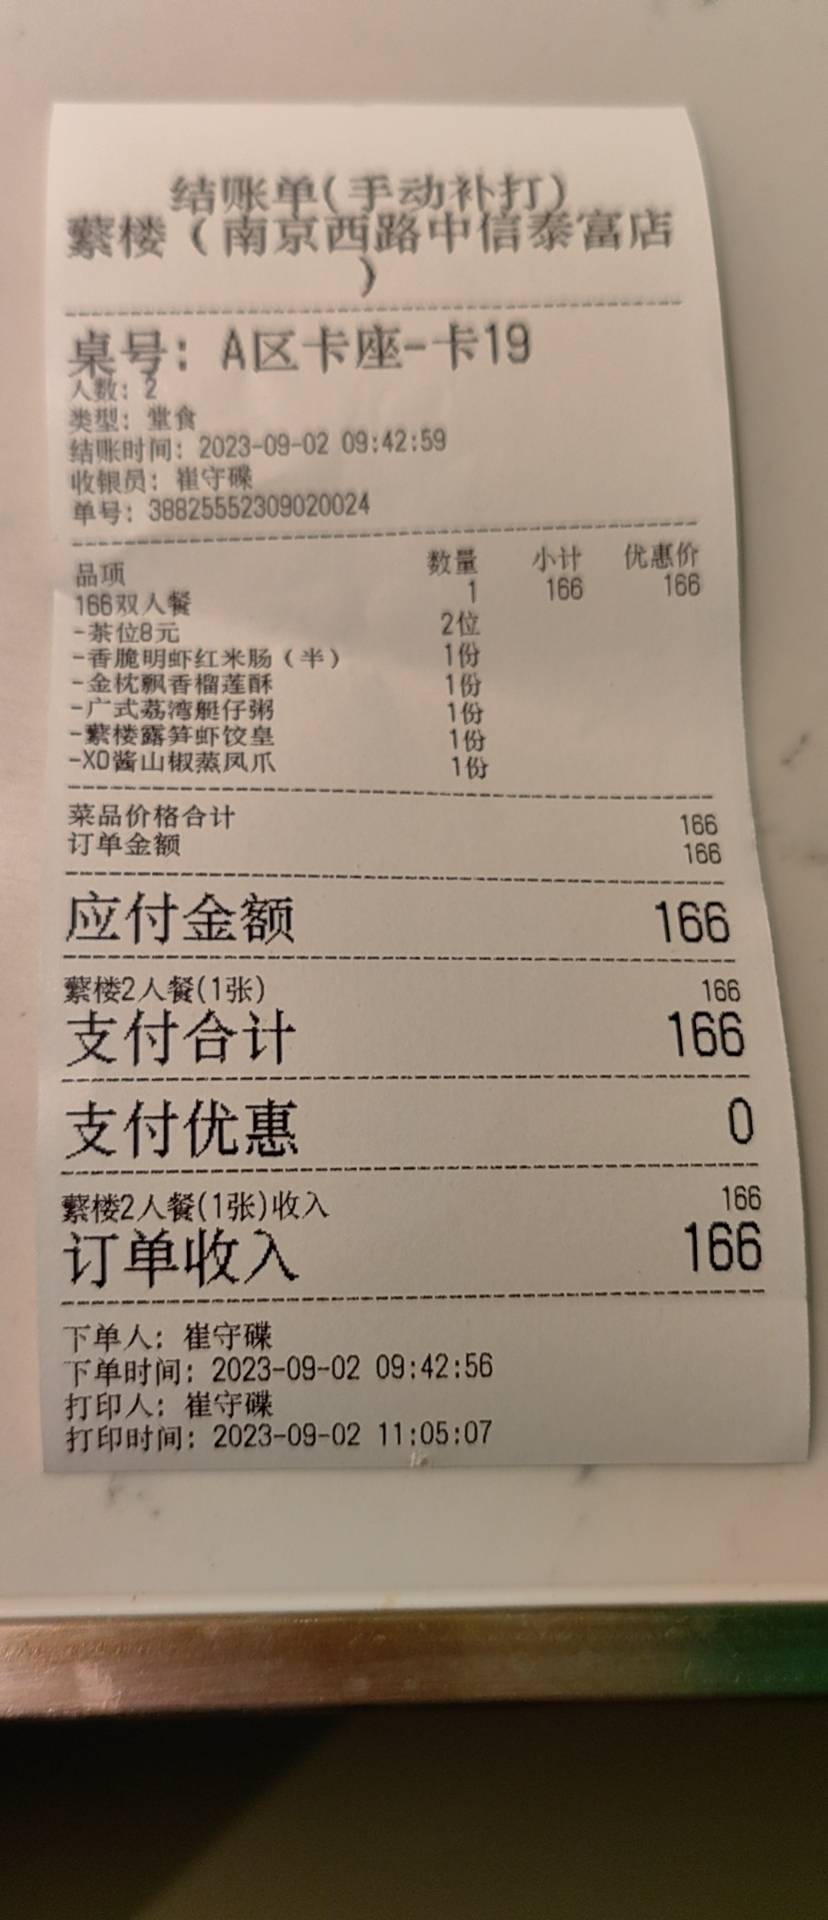 结账单(手动补打)
蘩楼（南京西路中信泰富店
）
桌号: A区卡座-卡19
人数: 2
类型: 堂食
结账时间: 2023-09-02 09:42:59
收银员: 崔守碟
单号: 38825552309020024
品项 数量 小计 优惠价
166双人餐 1 166 166
-茶位8元 2位
-香脆明虾红米肠（半） 1份
-金枕飘香榴莲酥 1份
-广式荔湾艇仔粥 1份
-蘩楼露笋虾饺皇 1份
-XO酱山椒蒸凤爪 1份
菜品价格合计 166
订单金额 166
应付金额 166
蘩楼2人餐(1张) 166
支付合计 166
支付优惠 0
蘩楼2人餐(1张)收入 166
订单收入 166
下单人: 崔守碟
下单时间: 2023-09-02 09:42:56
打印人: 崔守碟
打印时间: 2023-09-02 11:05:07